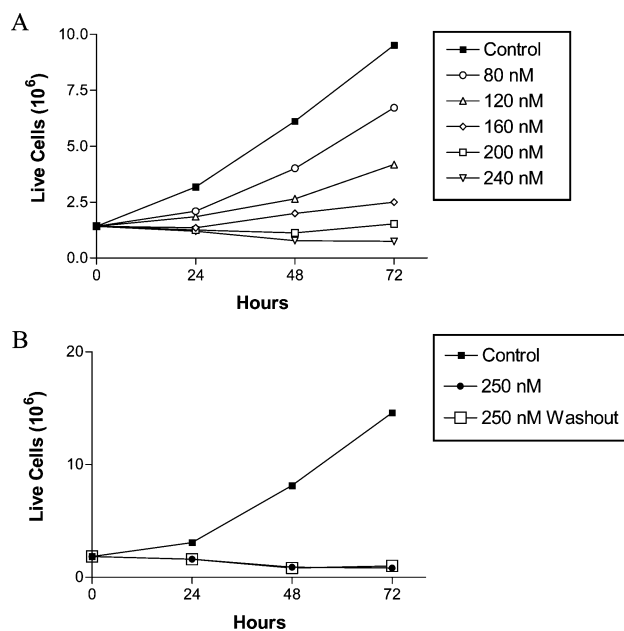 A
Live Cells (10⁶)
10.0
7.5
5.0
2.5
0.0
0
24
48
72
Hours
Control
80 nM
120 nM
160 nM
200 nM
240 nM
B
Live Cells (10⁶)
20
10
0
0
24
48
72
Hours
Control
250 nM
250 nM Washout